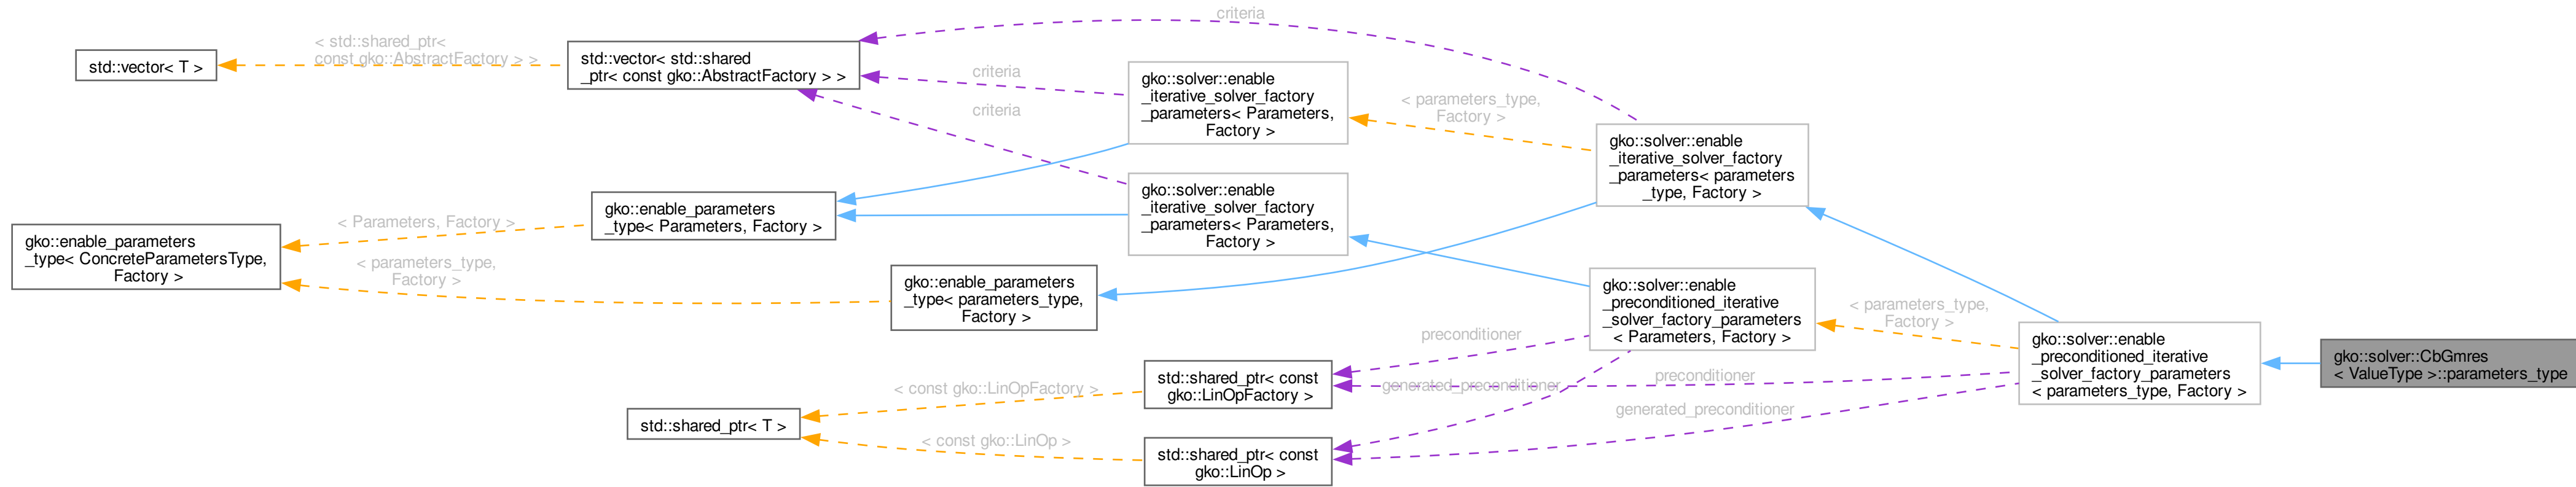 criteria
< std::shared_ptr<
const gko::AbstractFactory > >
std::vector< T >
std::vector< std::shared
_ptr< const gko::AbstractFactory > >
criteria
criteria
gko::solver::enable
_iterative_solver_factory
_parameters< Parameters,
Factory >
< parameters_type,
Factory >
gko::solver::enable
_iterative_solver_factory
_parameters< parameters
_type, Factory >
gko::enable_parameters
_type< ConcreteParametersType,
Factory >
< Parameters, Factory >
< parameters_type,
Factory >
gko::enable_parameters
_type< Parameters, Factory >
gko::solver::enable
_iterative_solver_factory
_parameters< Parameters,
Factory >
gko::enable_parameters
_type< parameters_type,
Factory >
gko::solver::enable
_preconditioned_iterative
_solver_factory_parameters
< Parameters, Factory >
< parameters_type,
Factory >
preconditioner
generated_preconditioner
preconditioner
generated_preconditioner
std::shared_ptr< T >
< const gko::LinOpFactory >
< const gko::LinOp >
std::shared_ptr< const
gko::LinOpFactory >
std::shared_ptr< const
gko::LinOp >
gko::solver::enable
_preconditioned_iterative
_solver_factory_parameters
< parameters_type, Factory >
gko::solver::CbGmres
< ValueType >::parameters_type